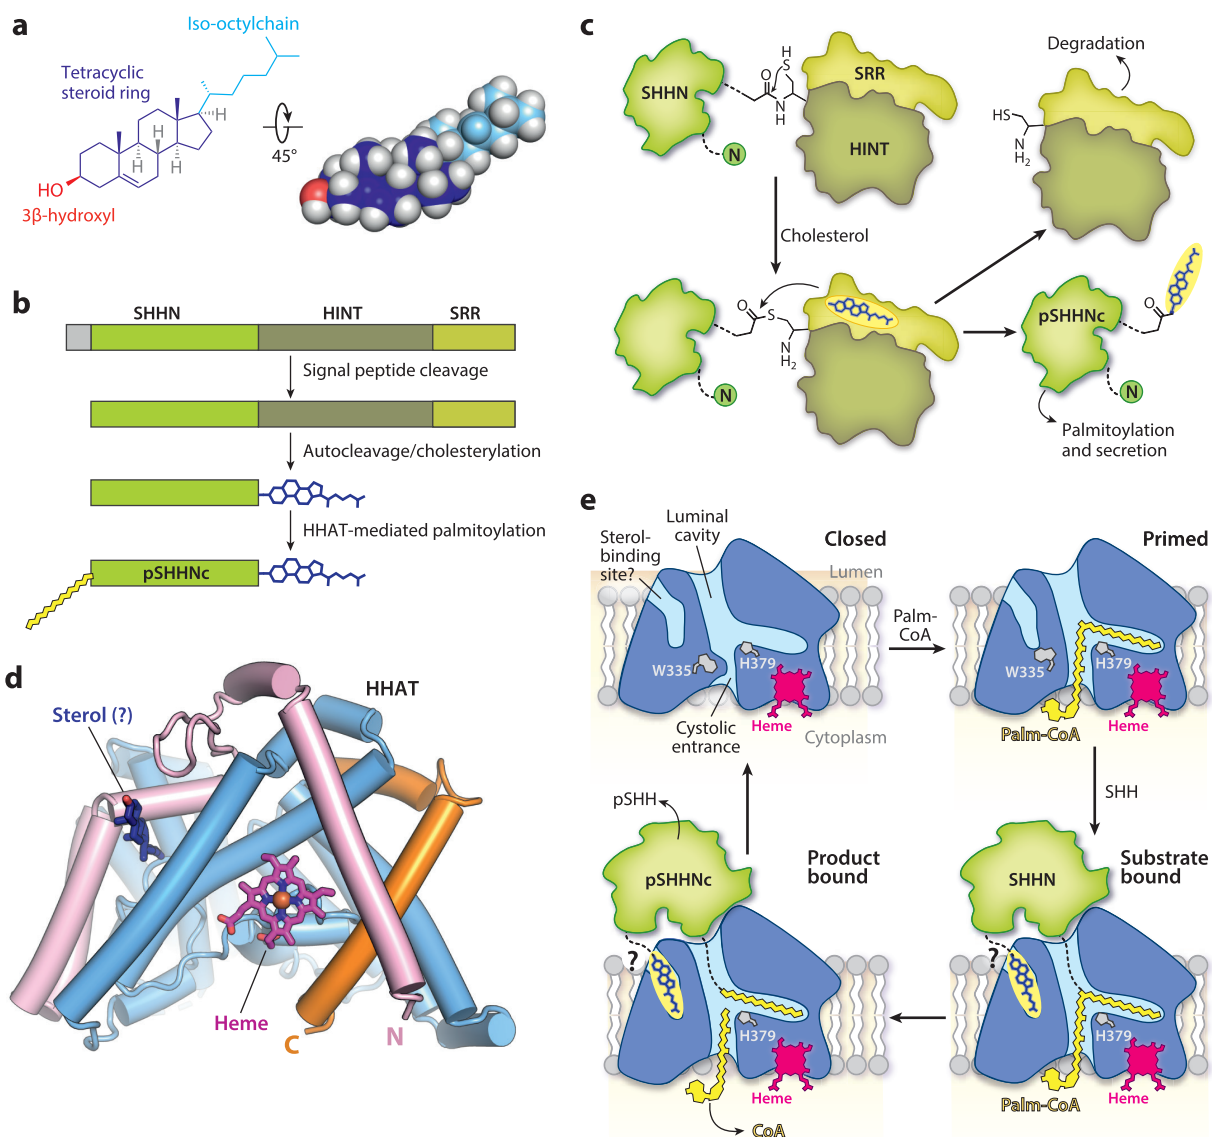 a
Iso-octylchain
Tetracyclic
steroid ring
H
H
H
H
HO
3β-hydroxyl
45°
b
SHHN
HINT
SRR
Signal peptide cleavage
Autocleavage/cholesterylation
HHAT-mediated palmitoylation
pSHHNc
c
SHHN
N
O
H
S
N
H
SRR
HINT
Degradation
HS
N
H₂
Cholesterol
O
S
N
H₂
N
pSHHNc
O
N
Palmitoylation
and secretion
d
HHAT
Sterol (?)
Heme
C
N
e
Luminal
cavity
Sterol-
binding
site?
Closed
Lumen
W335
H379
Heme
Cystolic
entrance
Cytoplasm
Palm-
CoA
Primed
W335
H379
Palm-CoA
Heme
SHH
Substrate
bound
SHHN
?
H379
Palm-CoA
Heme
pSHH
Product
bound
pSHHNc
?
H379
Heme
CoA